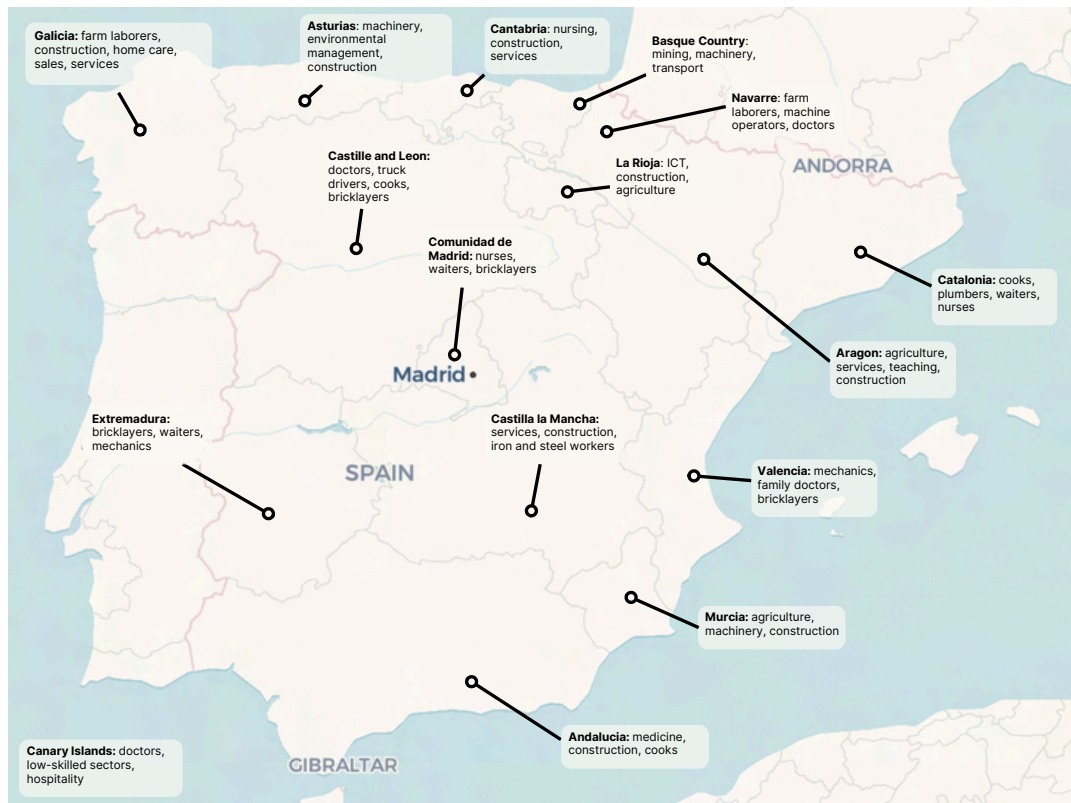 Galicia: farm laborers,
construction, home care,
sales, services
Asturias: machinery,
environmental
management,
construction
Cantabria: nursing,
construction,
services
Basque Country:
mining, machinery,
transport
Navarre: farm
laborers, machine
operators, doctors
Castille and Leon:
doctors, truck
drivers, cooks,
bricklayers
La Rioja: ICT,
construction,
agriculture
ANDORRA
Comunidad de
Madrid: nurses,
waiters, bricklayers
Catalonia: cooks,
plumbers, waiters,
nurses
Aragon: agriculture,
services, teaching,
construction
Madrid
Extremadura:
bricklayers, waiters,
mechanics
Castilla la Mancha:
services, construction,
iron and steel workers
SPAIN
Valencia: mechanics,
family doctors,
bricklayers
Murcia: agriculture,
machinery, construction
Andalucia: medicine,
construction, cooks
Canary Islands: doctors,
low-skilled sectors,
hospitality
GIBRALTAR